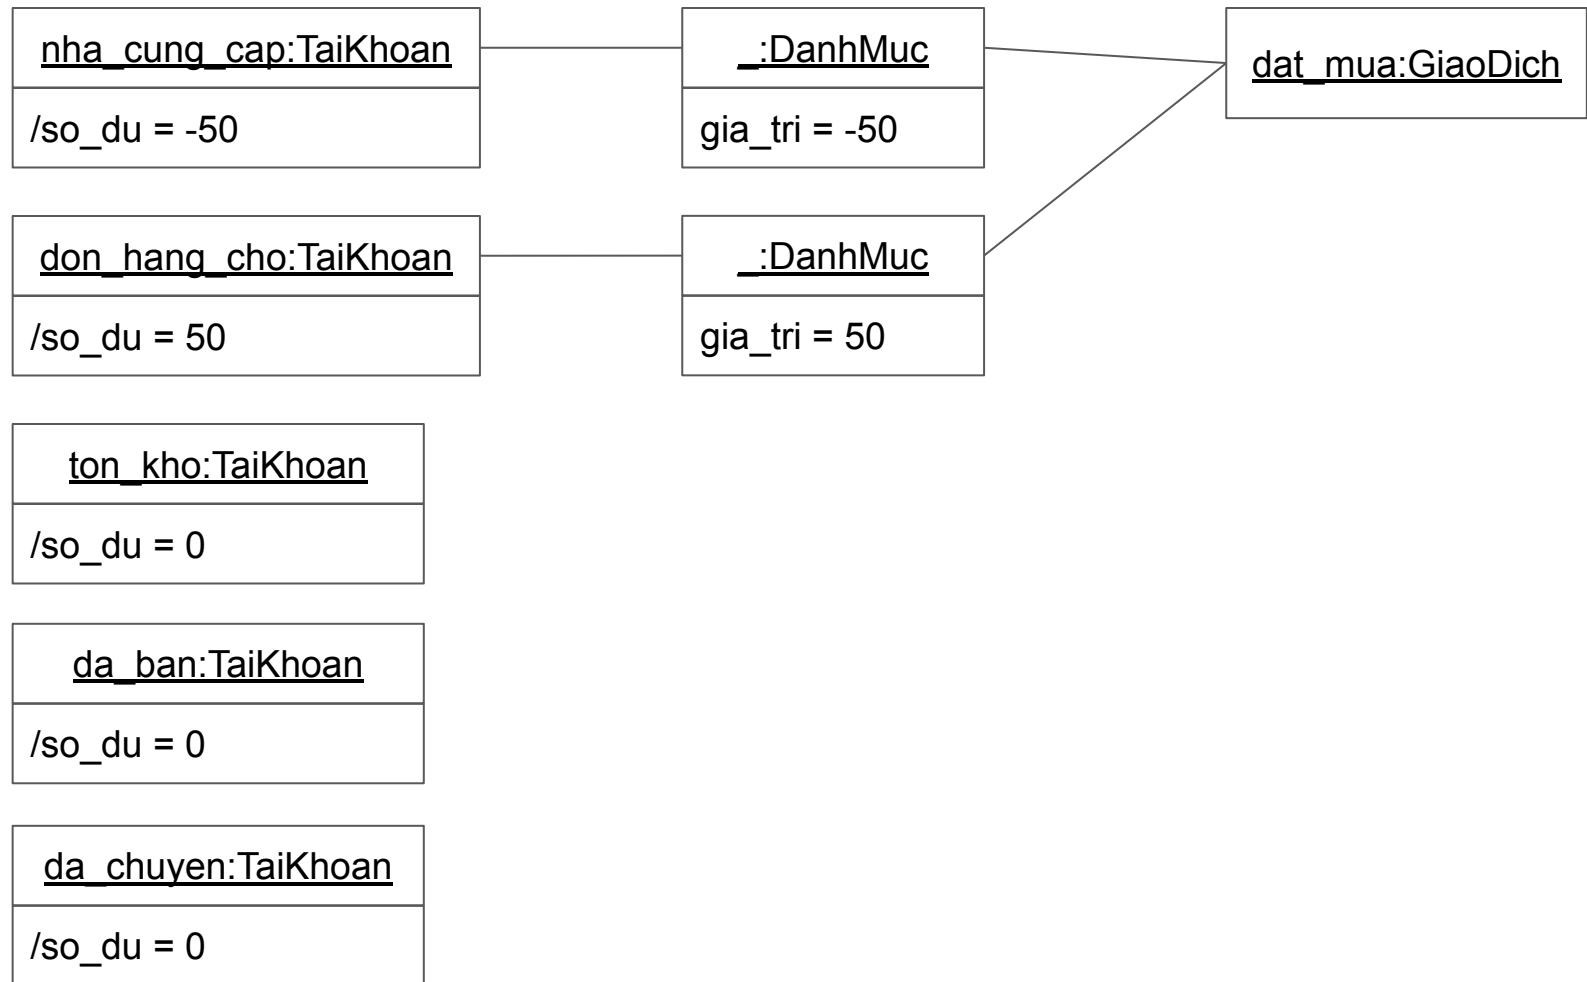 nha_cung_cap:TaiKhoan
/so_du = -50
_:DanhMuc
gia_tri = -50
dat_mua:GiaoDich
don_hang_cho:TaiKhoan
/so_du = 50
_:DanhMuc
gia_tri = 50
ton_kho:TaiKhoan
/so_du = 0
da_ban:TaiKhoan
/so_du = 0
da_chuyen:TaiKhoan
/so_du = 0